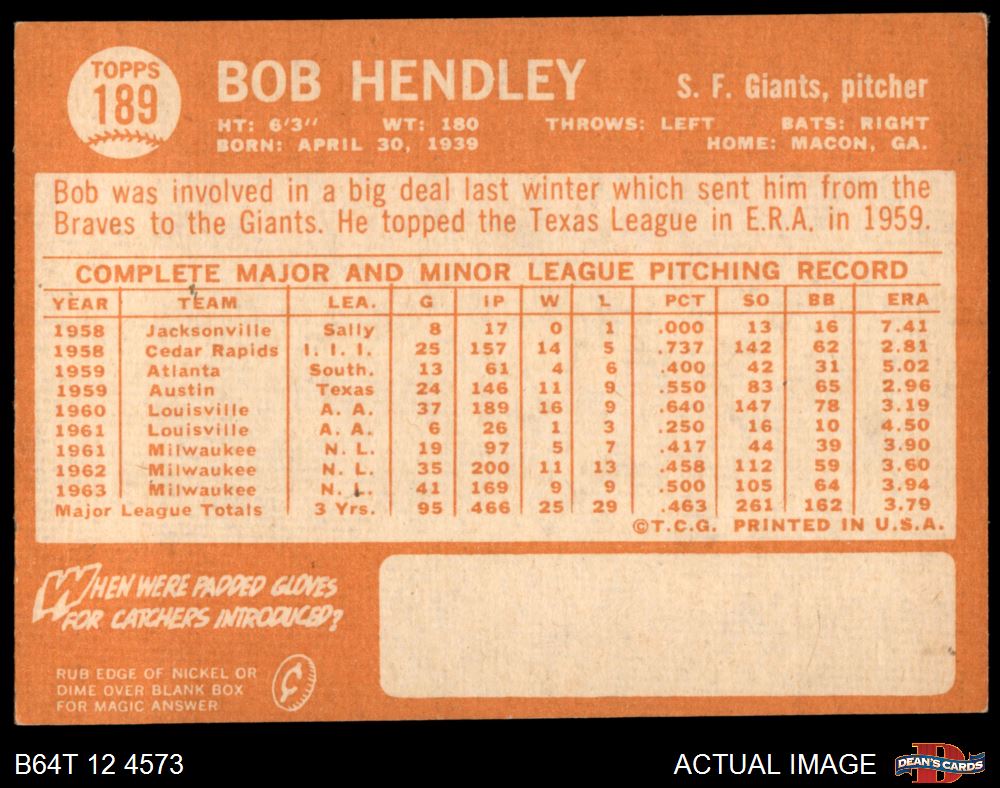 TOPPS
189
BOB HENDLEY
S. F. Giants, pitcher
HT: 6'3'' WT: 180 THROWS: LEFT BATS: RIGHT
BORN: APRIL 30, 1939 HOME: MACON, GA.
Bob was involved in a big deal last winter which sent him from the
Braves to the Giants. He topped the Texas League in E.R.A. in 1959.
COMPLETE MAJOR AND MINOR LEAGUE PITCHING RECORD
YEAR TEAM LEA. G IP W L PCT SO BB ERA
1958 Jacksonville Sally 8 17 0 1 .000 13 16 7.41
1958 Cedar Rapids I. I. I. 25 157 14 5 .737 142 62 2.81
1959 Atlanta South. 13 61 4 6 .400 42 31 5.02
1959 Austin Texas 24 146 11 9 .550 83 65 2.96
1960 Louisville A. A. 37 189 16 9 .640 147 78 3.19
1961 Louisville A. A. 6 26 1 3 .250 16 10 4.50
1961 Milwaukee N. L. 19 97 5 7 .417 44 39 3.90
1962 Milwaukee N. L. 35 200 11 13 .458 112 59 3.60
1963 Milwaukee N. L. 41 169 9 9 .500 105 64 3.94
Major League Totals 3 Yrs. 95 466 25 29 .463 261 162 3.79
©T.C.G. PRINTED IN U.S.A.
WHEN WERE PADDED GLOVES
FOR CATCHERS INTRODUCED?
RUB EDGE OF NICKEL OR
DIME OVER BLANK BOX
FOR MAGIC ANSWER
¢
B64T 12 4573
ACTUAL IMAGE
D
DEAN'S CARDS